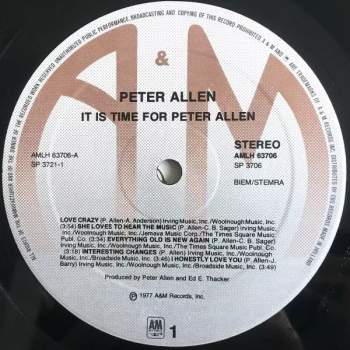 A & M
PETER ALLEN
IT IS TIME FOR PETER ALLEN
AMLH 63706-A
SP 3721-1
STEREO
AMLH 63706
SP 3706
BIEM/STEMRA
LOVE CRAZY (P. Allen-A. Anderson) Irving Music, Inc./Woolnough Music, Inc.
(3:54) SHE LOVES TO HEAR THE MUSIC (P. Allen-C. B. Sager) Irving Music,
Inc./Woolnough Music, Inc./Jemava Music Corp./The Times Square Music
Publ. Co. (3:34) EVERYTHING OLD IS NEW AGAIN (P. Allen-C. B. Sager) Irving
Music, Inc./Woolnough Music, Inc./The Times Square Music Publ. Co.
(3:18) INTERESTING CHANGES (P. Allen) Irving Music, Inc./Woolnough Music,
Inc./Broadside Music, Inc. (3:46) I HONESTLY LOVE YOU (P. Allen-J.
Barry) Irving Music, Inc./Woolnough Music, Inc./Broadside Music, Inc. (3:49)
Produced by Peter Allen and Ed E. Thacker
© 1977 A&M Records, Inc.
A&M
1